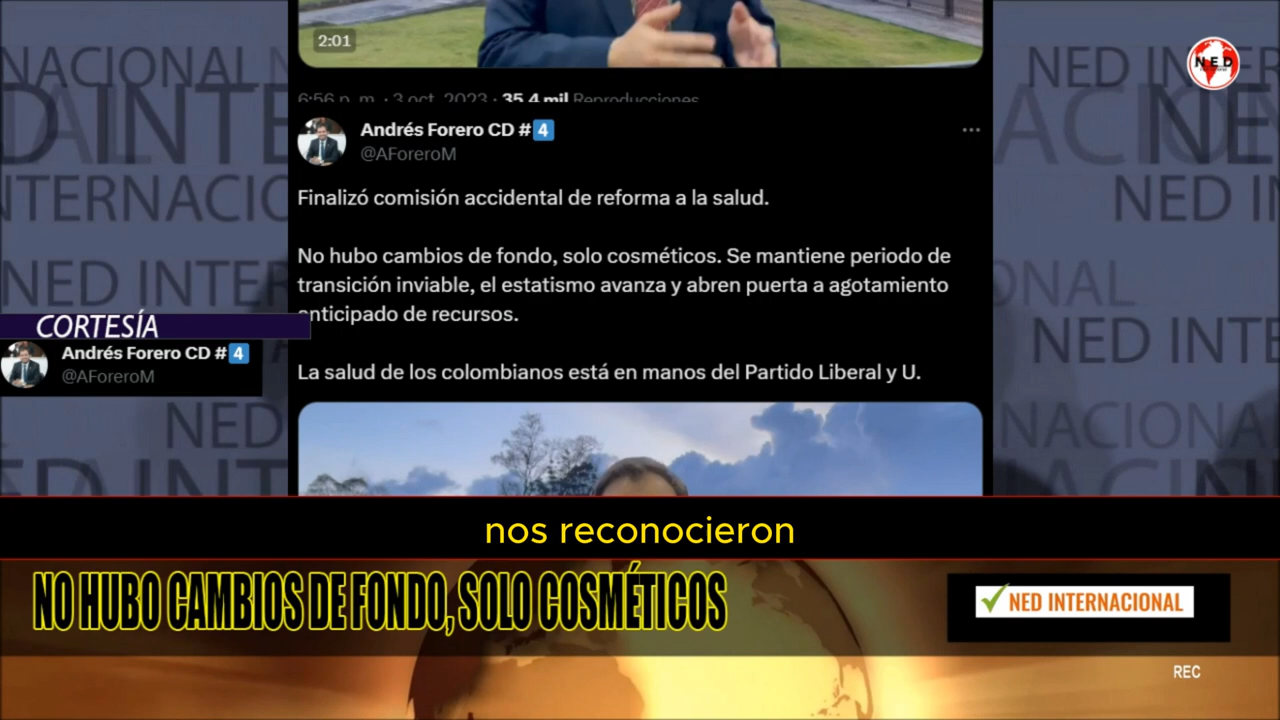 2:01
6:56 p. m. · 3 oct. 2023 · 35,4 mil Reproducciones
Andrés Forero CD #4
@AForeroM
Finalizó comisión accidental de reforma a la salud.
No hubo cambios de fondo, solo cosméticos. Se mantiene periodo de
transición inviable, el estatismo avanza y abren puerta a agotamiento
anticipado de recursos.
La salud de los colombianos está en manos del Partido Liberal y U.
CORTESÍA
Andrés Forero CD #4
@AForeroM
NED
nos reconocieron
NO HUBO CAMBIOS DE FONDO, SOLO COSMÉTICOS
NED INTERNACIONAL
REC